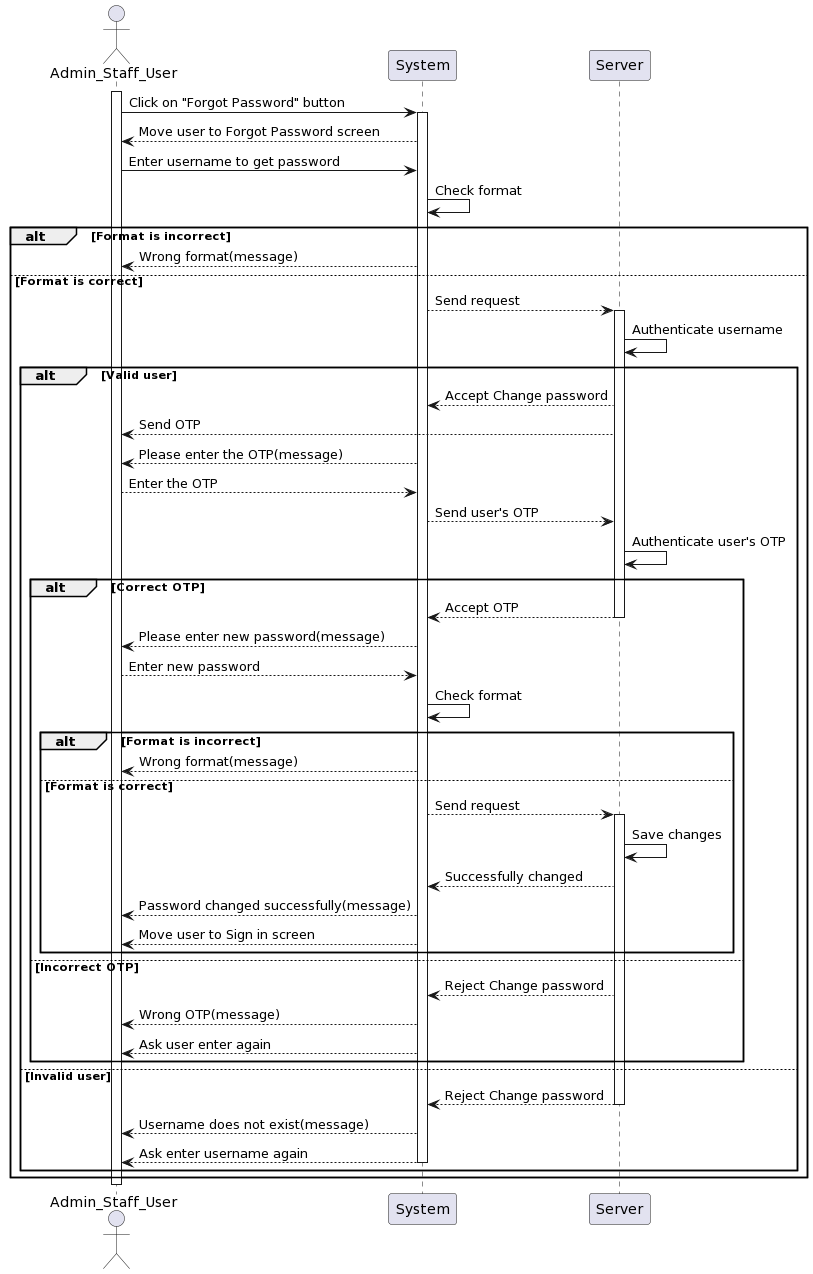 Admin_Staff_User
System
Server
Click on "Forgot Password" button
Move user to Forgot Password screen
Enter username to get password
Check format
alt
[Format is incorrect]
Wrong format(message)
[Format is correct]
Send request
Authenticate username
alt
[Valid user]
Accept Change password
Send OTP
Please enter the OTP(message)
Enter the OTP
Send user's OTP
Authenticate user's OTP
alt
[Correct OTP]
Accept OTP
Please enter new password(message)
Enter new password
Check format
alt
[Format is incorrect]
Wrong format(message)
[Format is correct]
Send request
Save changes
Successfully changed
Password changed successfully(message)
Move user to Sign in screen
[Incorrect OTP]
Reject Change password
Wrong OTP(message)
Ask user enter again
[Invalid user]
Reject Change password
Username does not exist(message)
Ask enter username again
Admin_Staff_User
System
Server